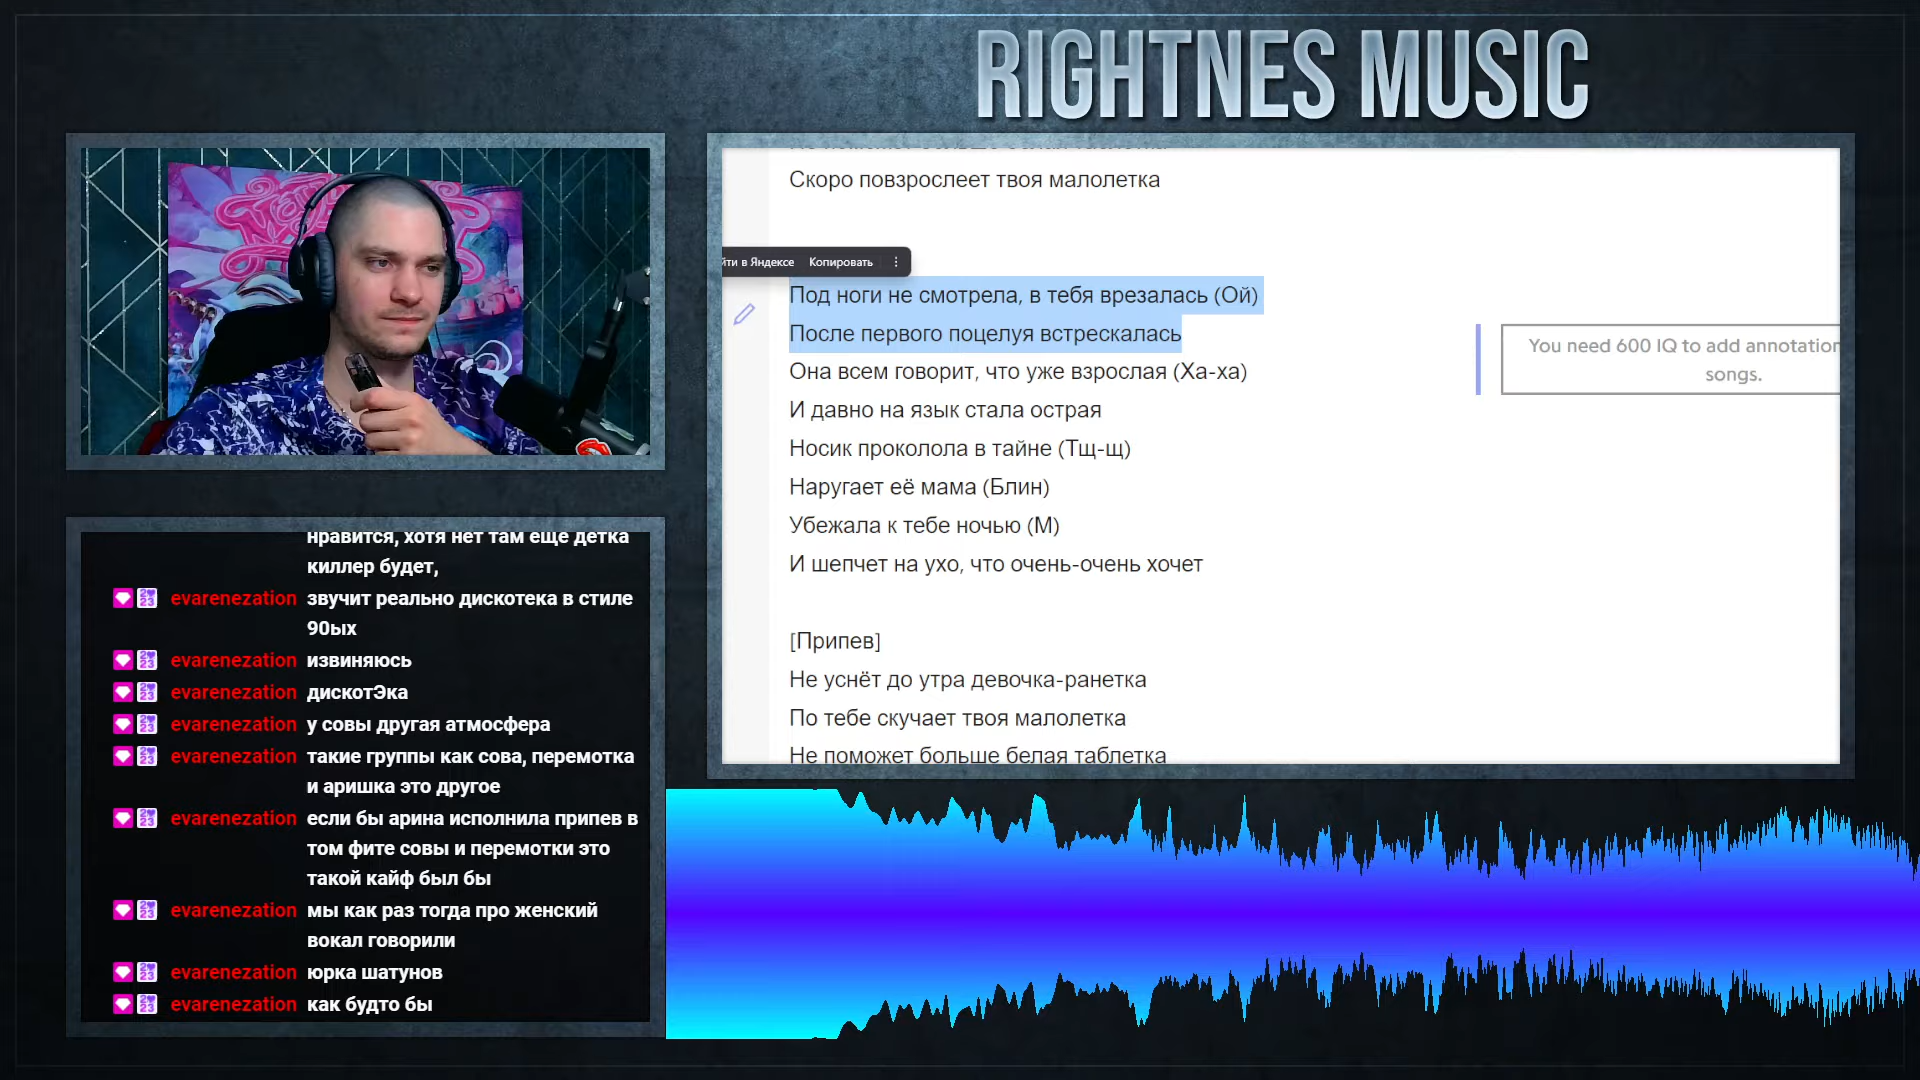 RIGHTNES MUSIC
Скоро повзрослеет твоя малолетка
йти в Яндексе Копировать
Под ноги не смотрела, в тебя врезалась (Ой)
После первого поцелуя встрескалась
Она всем говорит, что уже взрослая (Ха-ха)
И давно на язык стала острая
Носик проколола в тайне (Тщ-щ)
Наругает её мама (Блин)
Убежала к тебе ночью (М)
И шепчет на ухо, что очень-очень хочет
[Припев]
Не уснёт до утра девочка-ранетка
По тебе скучает твоя малолетка
Не поможет больше белая таблетка
You need 600 IQ to add annotation
songs.
нравится, хотя нет там еще детка
киллер будет,
evarenezation звучит реально дискотека в стиле
90ых
evarenezation извиняюсь
evarenezation дискотЭка
evarenezation у совы другая атмосфера
evarenezation такие группы как сова, перемотка
и аришка это другое
evarenezation если бы арина исполнила припев в
том фите совы и перемотки это
такой кайф был бы
evarenezation мы как раз тогда про женский
вокал говорили
evarenezation юрка шатунов
evarenezation как будто бы